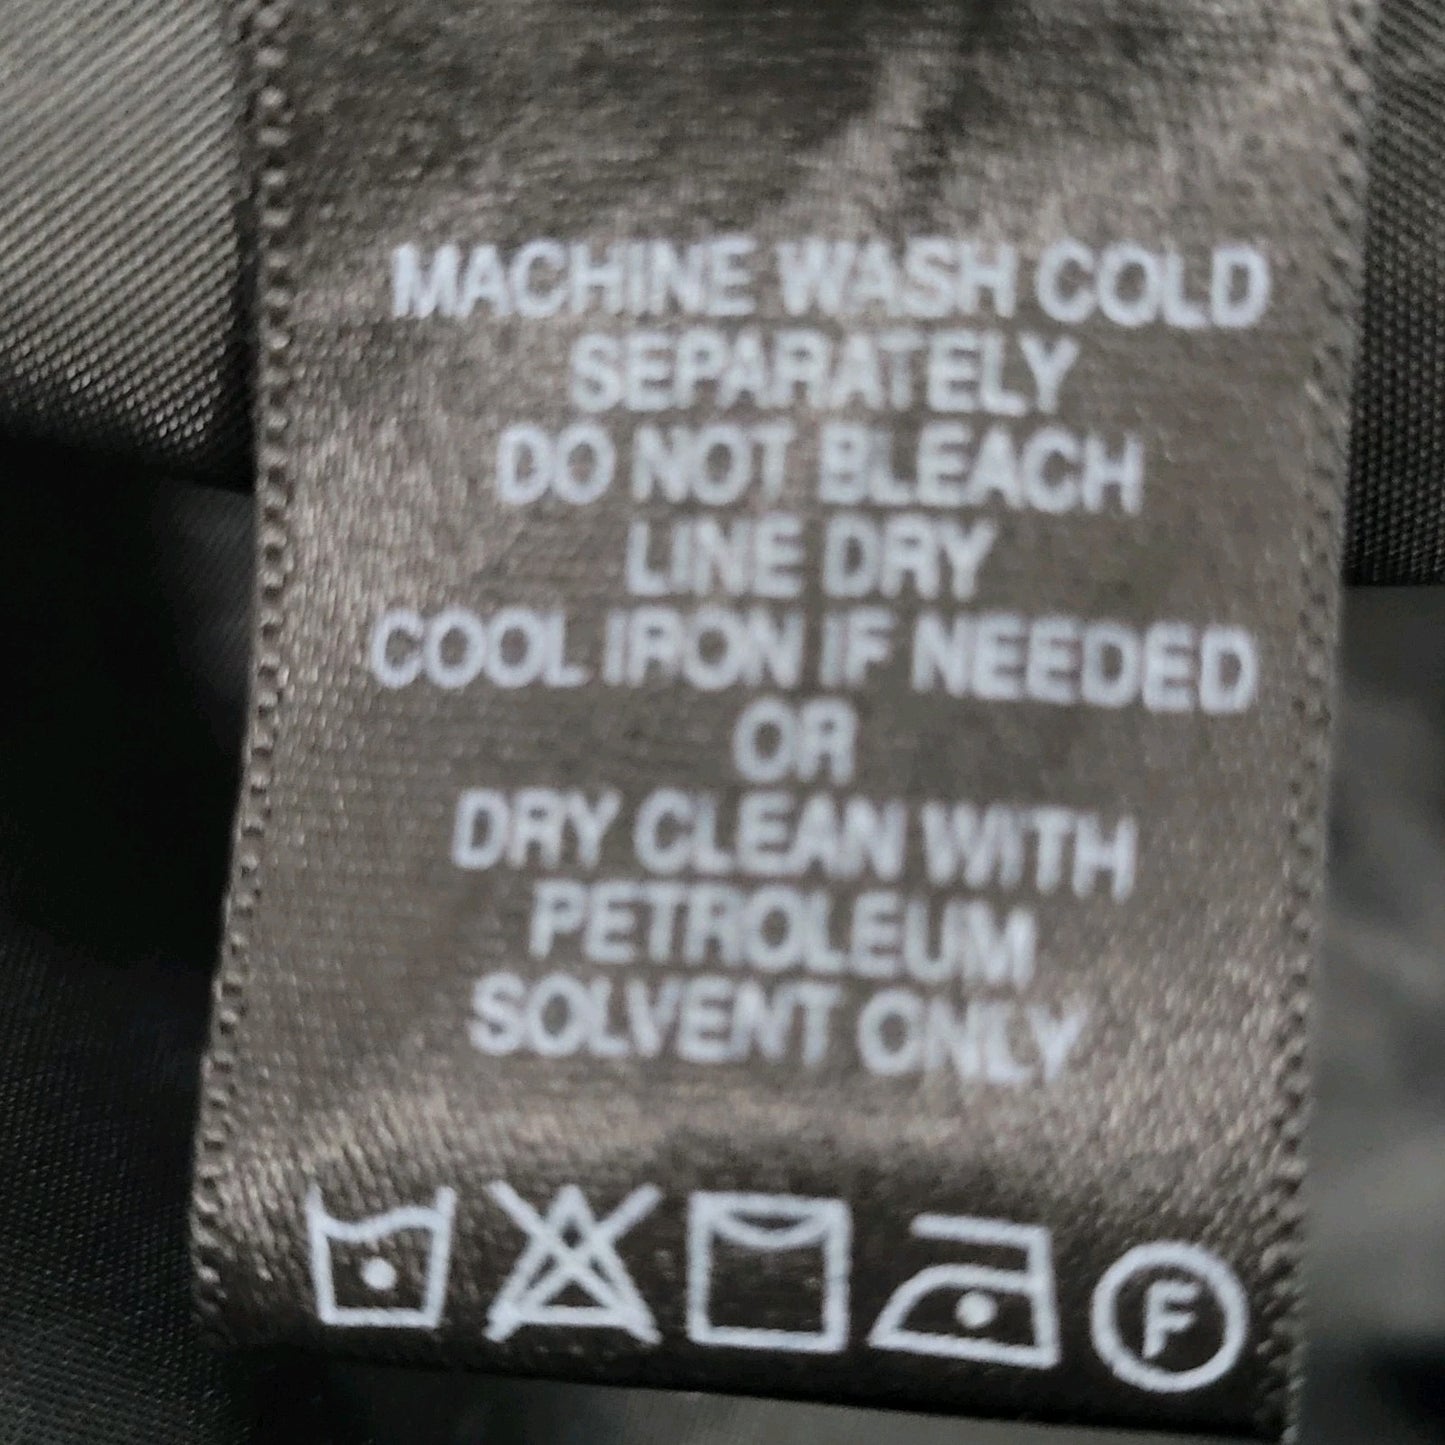 MACHINE WASH COLD
SEPARATELY
DO NOT BLEACH
LINE DRY
COOL IRON IF NEEDED
OR
DRY CLEAN WITH
PETROLEUM
SOLVENT ONLY
F